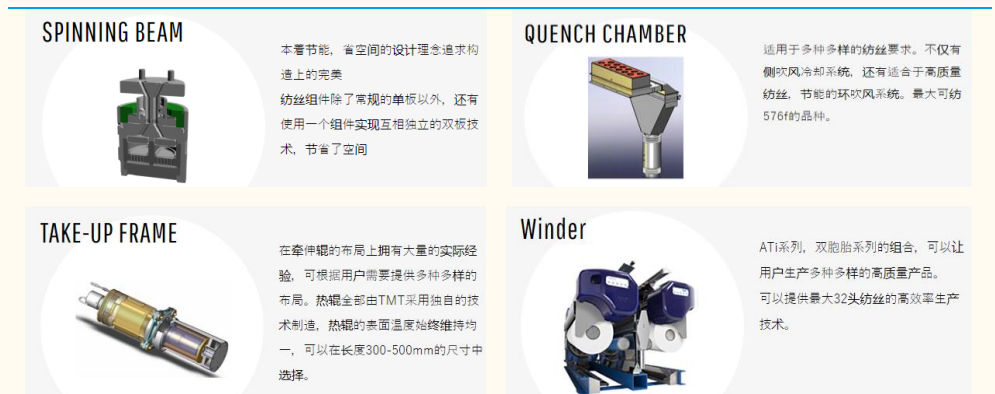 SPINNING BEAM
本着节能，省空间的设计理念追求构
造上的完美
纺丝组件除了常规的单板以外，还有
使用一个组件实现互相独立的双板技
术，节省了空间
QUENCH CHAMBER
适用于多种多样的纺丝要求。不仅有
侧吹风冷却系统，还有适合于高质量
纺丝，节能的环吹风系统。最大可纺
576f的品种。
TAKE-UP FRAME
在牵伸辊的布局上拥有大量的实际经
验，可根据用户需要提供多种多样的
布局。热辊全部由TMT采用独自的技
术制造，热辊的表面温度始终维持均
一，可以在长度300-500mm的尺寸中
选择。
Winder
ATi系列，双胞胎系列的组合，可以让
用户生产多种多样的高质量产品。
可以提供最大32头纺丝的高效率生产
技术。